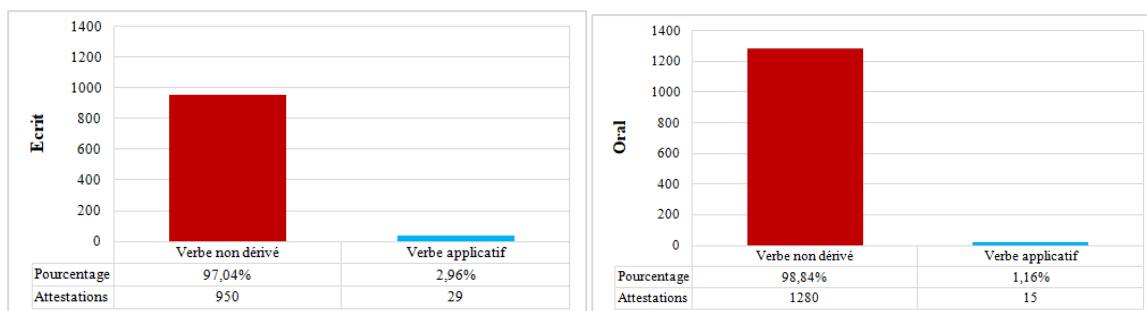 Ecrit
1400
1200
1000
800
600
400
200
0
Verbe non dérivé Verbe applicatif
Pourcentage 97,04% 2,96%
Attestations 950 29
Oral
1400
1200
1000
800
600
400
200
0
Verbe non dérivé Verbe applicatif
Pourcentage 98,84% 1,16%
Attestations 1280 15